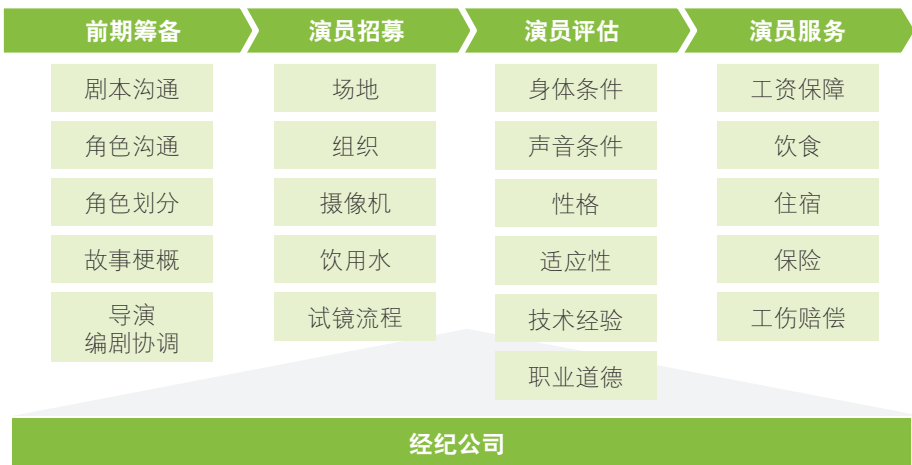 前期筹备
演员招募
演员评估
演员服务
剧本沟通
角色沟通
角色划分
故事梗概
导演
编剧协调
场地
组织
摄像机
饮用水
试镜流程
身体条件
声音条件
性格
适应性
技术经验
职业道德
工资保障
饮食
住宿
保险
工伤赔偿
经纪公司